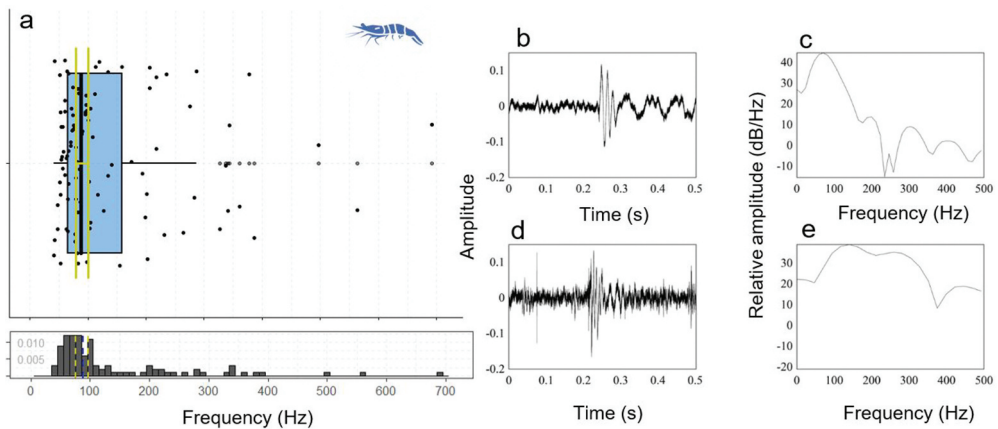 a
0.010
0.005
0 100 200 300 400 500 600 700
Frequency (Hz)
b
0.1
0
-0.1
-0.2
0 0.1 0.2 0.3 0.4 0.5
Time (s)
Amplitude
c
40
30
20
10
0
-10
0 100 200 300 400 500
Frequency (Hz)
Relative amplitude (dB/Hz)
d
0.1
0
-0.1
-0.2
0 0.1 0.2 0.3 0.4 0.5
Time (s)
e
30
20
10
0
-10
-20
0 100 200 300 400 500
Frequency (Hz)